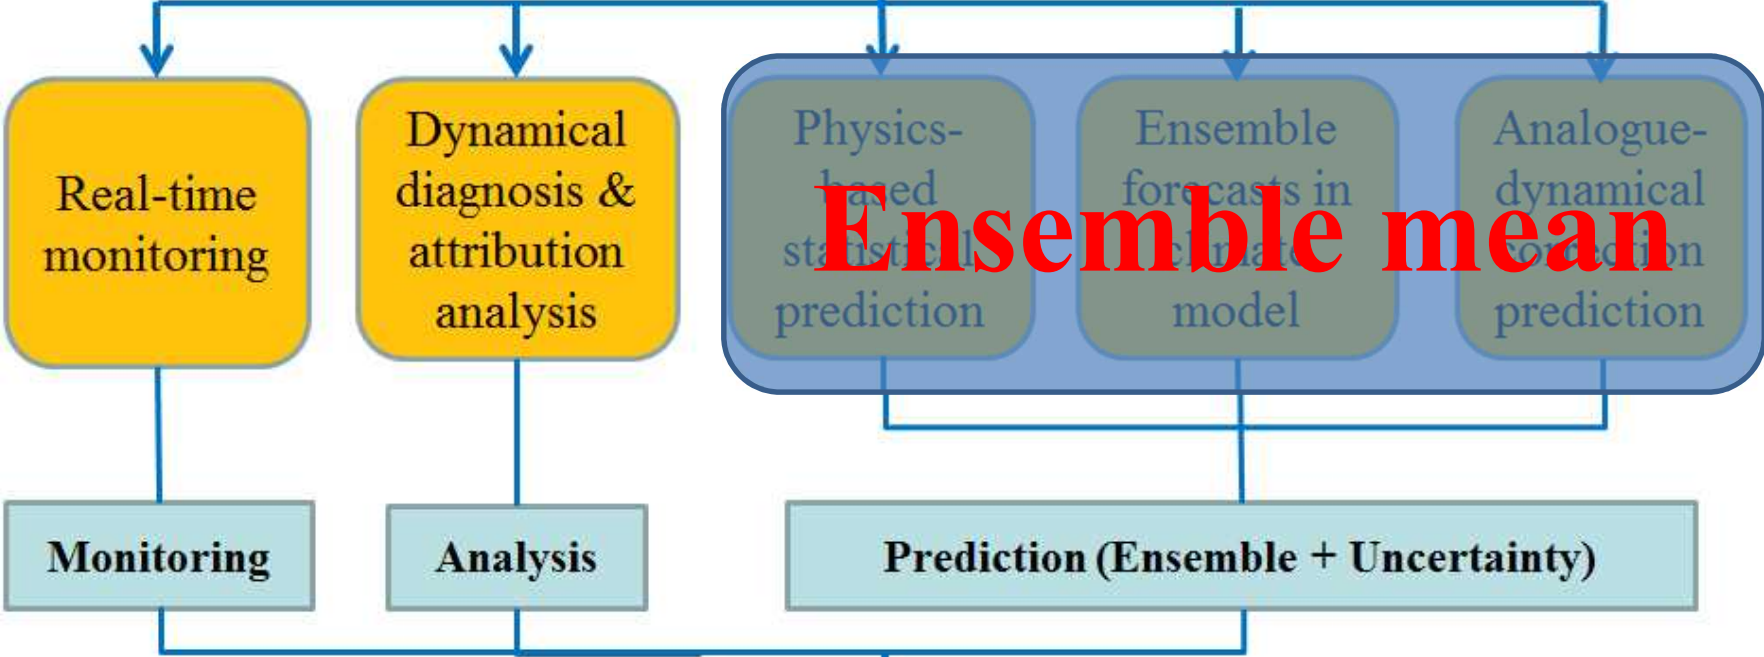 Real-time
monitoring
Dynamical
diagnosis &
attribution
analysis
Physics-
based
statistical
prediction
Ensemble
forecasts in
climate
model
Analogue-
dynamical
correction
prediction
Ensemble mean
Monitoring
Analysis
Prediction (Ensemble + Uncertainty)